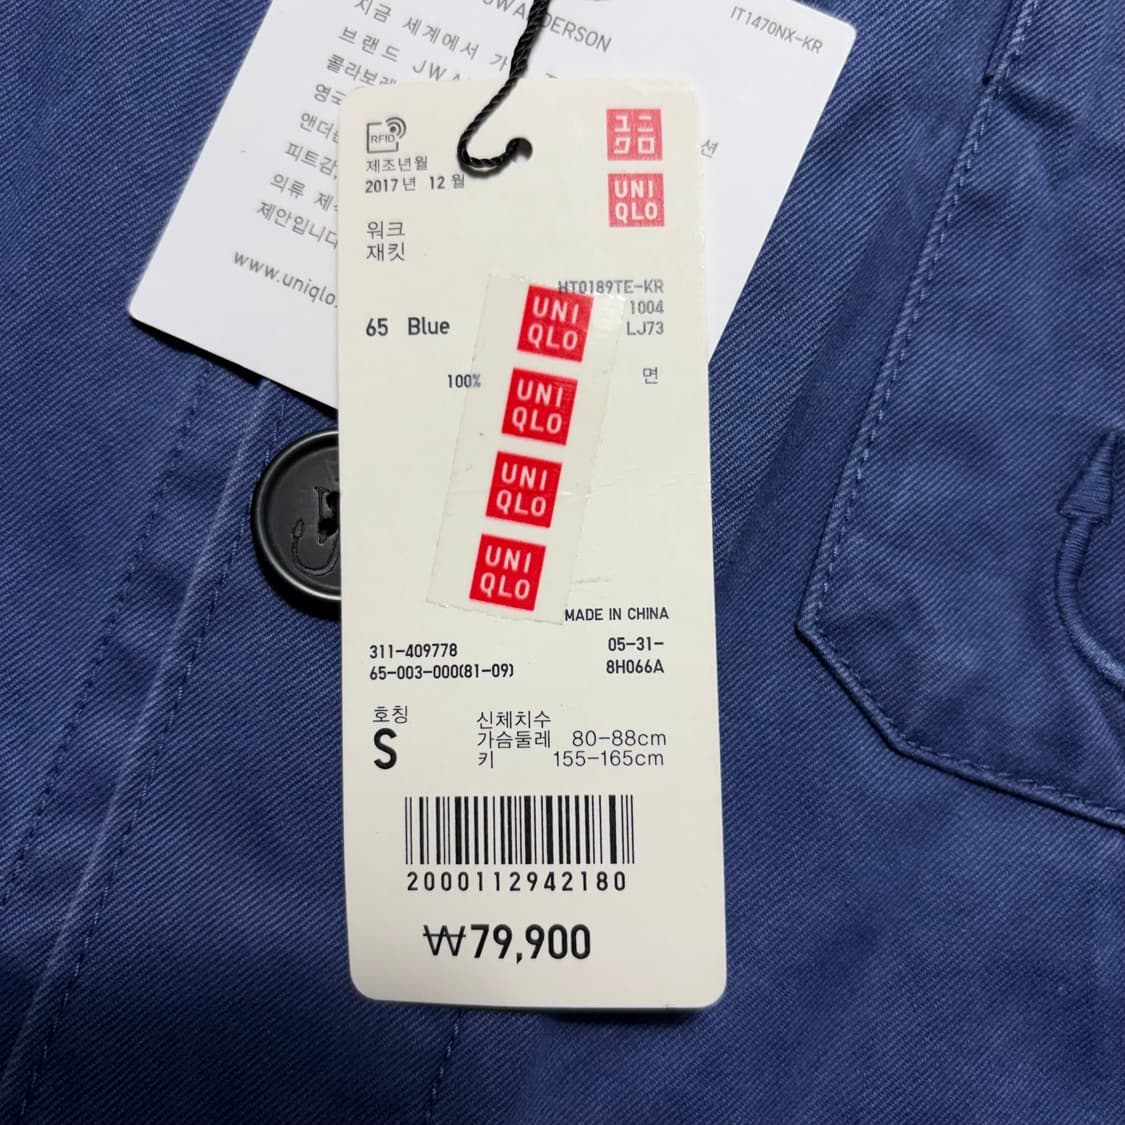 JW ANDERSON
IT1470NX-KR
지금 세계에서
브랜드
콜라보레
영국
앤더슨
피트감,
의류
제안입니다
션
www.uniqlo.
RFID
ユニ
クロ
UNI
QLO
제조년월
2017년 12월
워크
재킷
HT0189TE-KR
1004
65 Blue
LJ73
100% 면
UNI
QLO
UNI
QLO
UNI
QLO
UNI
QLO
MADE IN CHINA
311-409778 05-31-
65-003-000(81-09) 8H066A
호칭 신체치수
S 가슴둘레 80-88cm
키 155-165cm
2000112942180
₩79,900